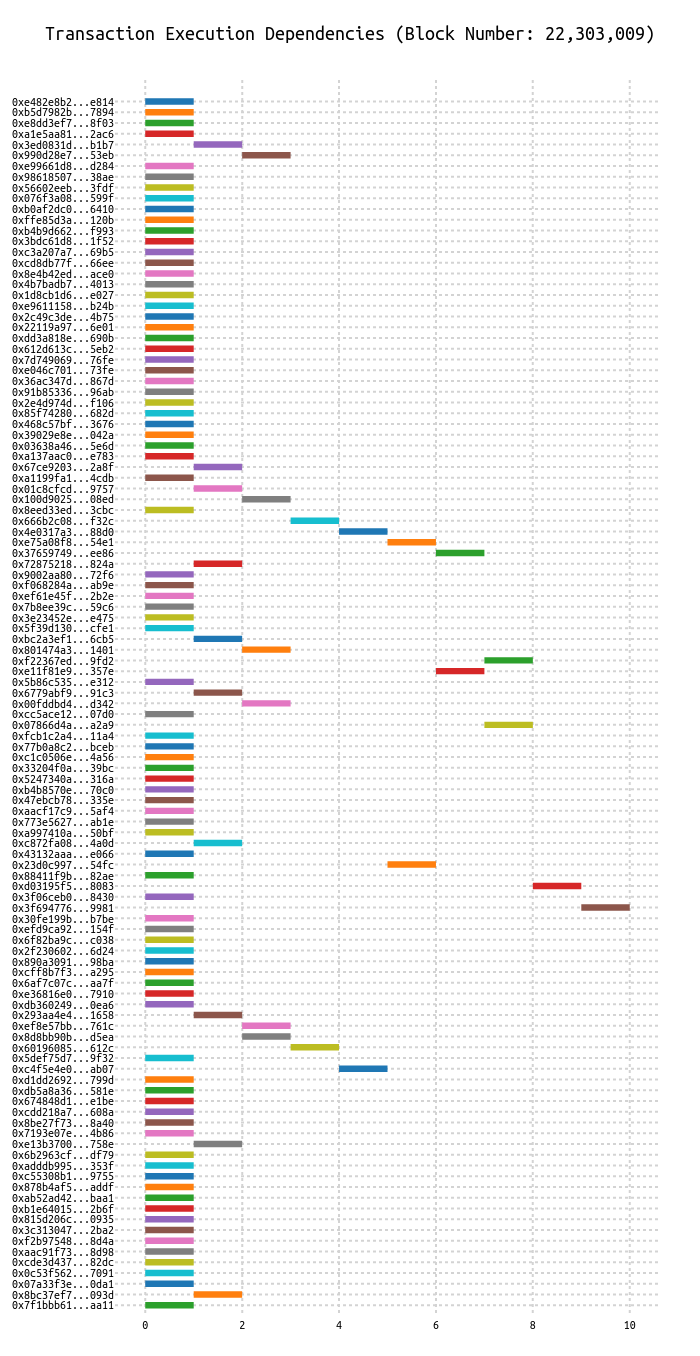 Transaction Execution Dependencies (Block Number: 22,303,009)
0xe482e8b2...e814
0xb5d7982b...7894
0xe8dd3ef7...8f03
0xa1e5aa81...2ac6
0x3ed0831d...b1b7
0x990d28e7...53eb
0xe99661d8...d284
0x98618507...38ae
0x56602eeb...3fdf
0x076f3a08...599f
0xb0af2dc0...6410
0xffe85d3a...120b
0xb4b9d662...f993
0x3bdc61d8...1f52
0xc3a207a7...69b5
0xcd8db77f...66ee
0x8e4b42ed...ace0
0x4b7badb7...4013
0x1d8cb1d6...e027
0xe9611158...b24b
0x2c49c3de...4b75
0x22119a97...6e01
0xdd3a818e...690b
0x612d613c...5eb2
0x7d749069...76fe
0xe046c701...73fe
0x36ac347d...867d
0x91b85336...96ab
0x2e4d974d...f106
0x85f74280...682d
0x468c57bf...3676
0x39029e8e...042a
0x03638a46...5e6d
0xa137aac0...e783
0x67ce9203...2a8f
0xa1199fa1...4cdb
0x01c8cfcd...9757
0x100d9025...08ed
0x8eed33ed...3cbc
0x666b2c08...f32c
0x4e0317a3...88d0
0xe75a08f8...54e1
0x37659749...ee86
0x72875218...824a
0x9002aa80...72f6
0xf068284a...ab9e
0xef61e45f...2b2e
0x7b8ee39c...59c6
0x3e23452e...e475
0x5f39d130...cfe1
0xbc2a3ef1...6cb5
0x801474a3...1401
0xf22367ed...9fd2
0xe11f81e9...357e
0x5b86c535...e312
0x6779abf9...91c3
0x00fddbd4...d342
0xcc5ace12...07d0
0x07866d4a...a2a9
0xfcb1c2a4...11a4
0x77b0a8c2...bceb
0xc1c0506e...4a56
0x33204f0a...39bc
0x5247340a...316a
0xb4b8570e...70c0
0x47ebcb78...335e
0xaacf17c9...5af4
0x773e5627...ab1e
0xa997410a...50bf
0xc872fa08...4a0d
0x43132aaa...e066
0x23d0c997...54fc
0x88411f9b...82ae
0xd03195f5...8083
0x3f06ceb0...8430
0x3f694776...9981
0x30fe199b...b7be
0xefd9ca92...154f
0x6f82ba9c...c038
0x2f230602...6d24
0x890a3091...98ba
0xcff8b7f3...a295
0x6af7c07c...aa7f
0xe36816e0...7910
0xdb360249...0ea6
0x293aa4e4...1658
0xef8e57bb...761c
0x8d8bb90b...d5ea
0x60196085...612c
0x5def75d7...9f32
0xc4f5e4e0...ab07
0xd1dd2692...799d
0xdb5a8a36...581e
0x674848d1...e1be
0xcdd218a7...608a
0x8be27f73...8a40
0x7193e07e...4b86
0xe13b3700...758e
0x6b2963cf...df79
0xadddb995...353f
0xc55308b1...9755
0x878b4af5...addf
0xab52ad42...baa1
0xb1e64015...2b6f
0x815d206c...0935
0x3c313047...2ba2
0xf2b97548...8d4a
0xaac91f73...8d98
0xcde3d437...82dc
0x0c53f562...7091
0x07a33f3e...0da1
0x8bc37ef7...093d
0x7f1bbb61...aa11
0 2 4 6 8 10